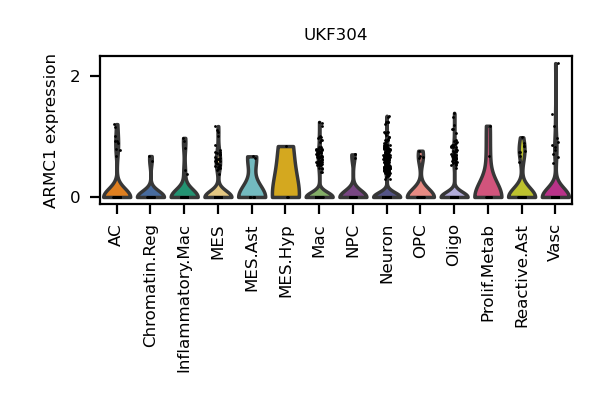 UKF304
ARMC1 expression
2
0
AC
Chromatin.Reg
Inflammatory.Mac
MES
MES.Ast
MES.Hyp
Mac
NPC
Neuron
OPC
Oligo
Prolif.Metab
Reactive.Ast
Vasc